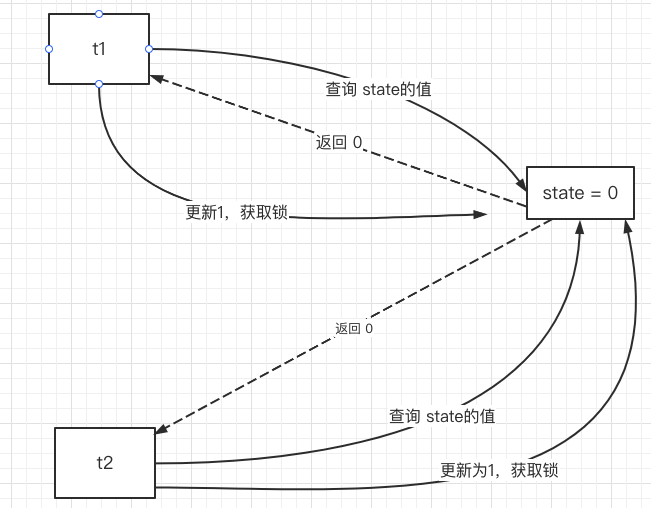 t1
查询 state的值
返回 0
state = 0
更新1，获取锁
返回 0
查询 state的值
t2
更新为1，获取锁